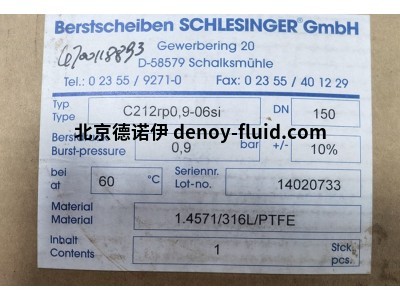 Berstscheiben SCHLESINGER® GmbH
Gewerbering 20
D-58579 Schalksmühle
Tel.: 0 23 55 / 9271-0 Fax: 0 23 55 / 40 12 29
Typ
Type C212rp0,9-06si DN 150
北京德诺伊 denoy-fluid.com
Burst-pressure 0,9 bar +/- 10%
bei
at 60 °C Seriennr.
Lot-no. 14020733
Material
Material 1.4571/316L/PTFE
Inhalt
Contents 1 Stck
pcs.